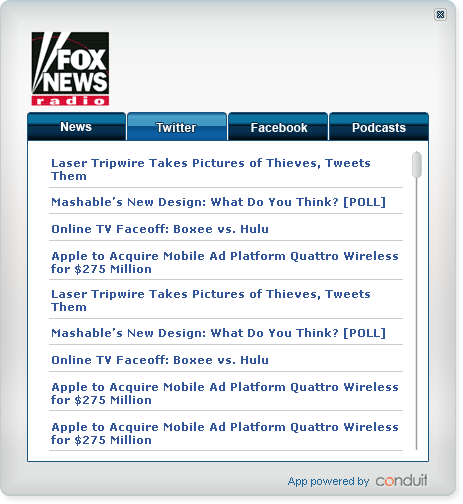 FOX
NEWS
radio
News Twitter Facebook Podcasts
Laser Tripwire Takes Pictures of Thieves, Tweets
Them
Mashable's New Design: What Do You Think? [POLL]
Online TV Faceoff: Boxee vs. Hulu
Apple to Acquire Mobile Ad Platform Quattro Wireless
for $275 Million
Laser Tripwire Takes Pictures of Thieves, Tweets
Them
Mashable's New Design: What Do You Think? [POLL]
Online TV Faceoff: Boxee vs. Hulu
Apple to Acquire Mobile Ad Platform Quattro Wireless
for $275 Million
Apple to Acquire Mobile Ad Platform Quattro Wireless
for $275 Million
App powered by conduit